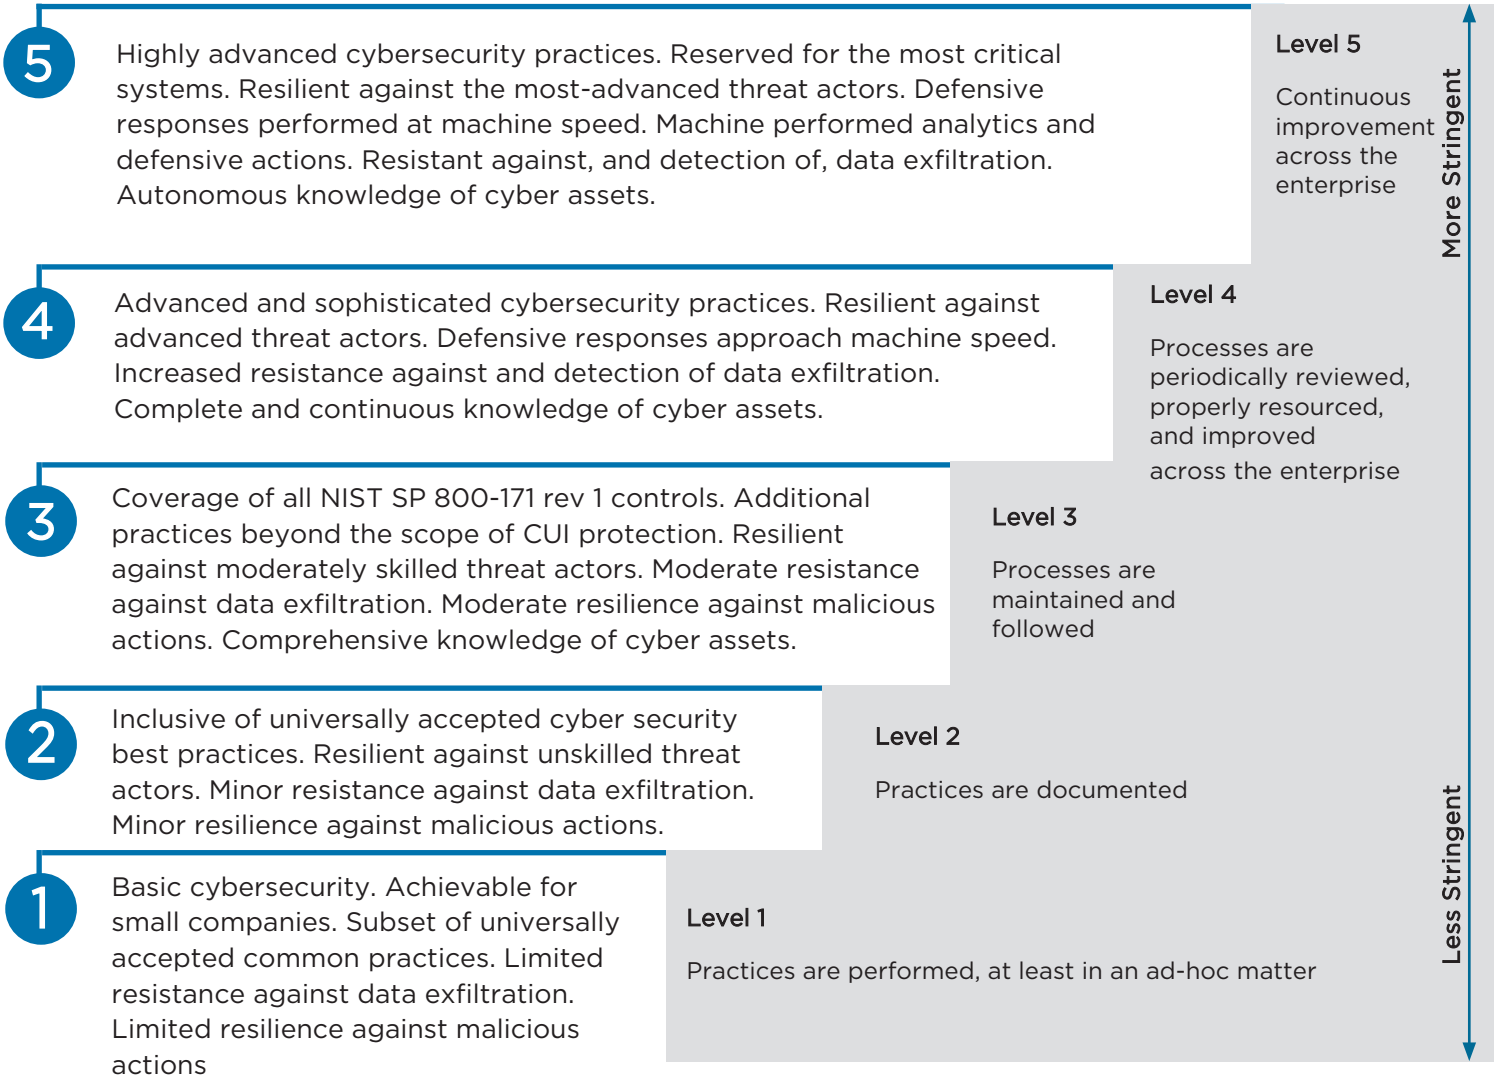 5
Highly advanced cybersecurity practices. Reserved for the most critical
systems. Resilient against the most-advanced threat actors. Defensive
responses performed at machine speed. Machine performed analytics and
defensive actions. Resistant against, and detection of, data exfiltration.
Autonomous knowledge of cyber assets.
Level 5
Continuous
improvement
across the
enterprise
More Stringent
4
Advanced and sophisticated cybersecurity practices. Resilient against
advanced threat actors. Defensive responses approach machine speed.
Increased resistance against and detection of data exfiltration.
Complete and continuous knowledge of cyber assets.
Level 4
Processes are
periodically reviewed,
properly resourced,
and improved
across the enterprise
3
Coverage of all NIST SP 800-171 rev 1 controls. Additional
practices beyond the scope of CUI protection. Resilient
against moderately skilled threat actors. Moderate resistance
against data exfiltration. Moderate resilience against malicious
actions. Comprehensive knowledge of cyber assets.
Level 3
Processes are
maintained and
followed
2
Inclusive of universally accepted cyber security
best practices. Resilient against unskilled threat
actors. Minor resistance against data exfiltration.
Minor resilience against malicious actions.
Level 2
Practices are documented
Less Stringent
1
Basic cybersecurity. Achievable for
small companies. Subset of universally
accepted common practices. Limited
resistance against data exfiltration.
Limited resilience against malicious
actions
Level 1
Practices are performed, at least in an ad-hoc matter